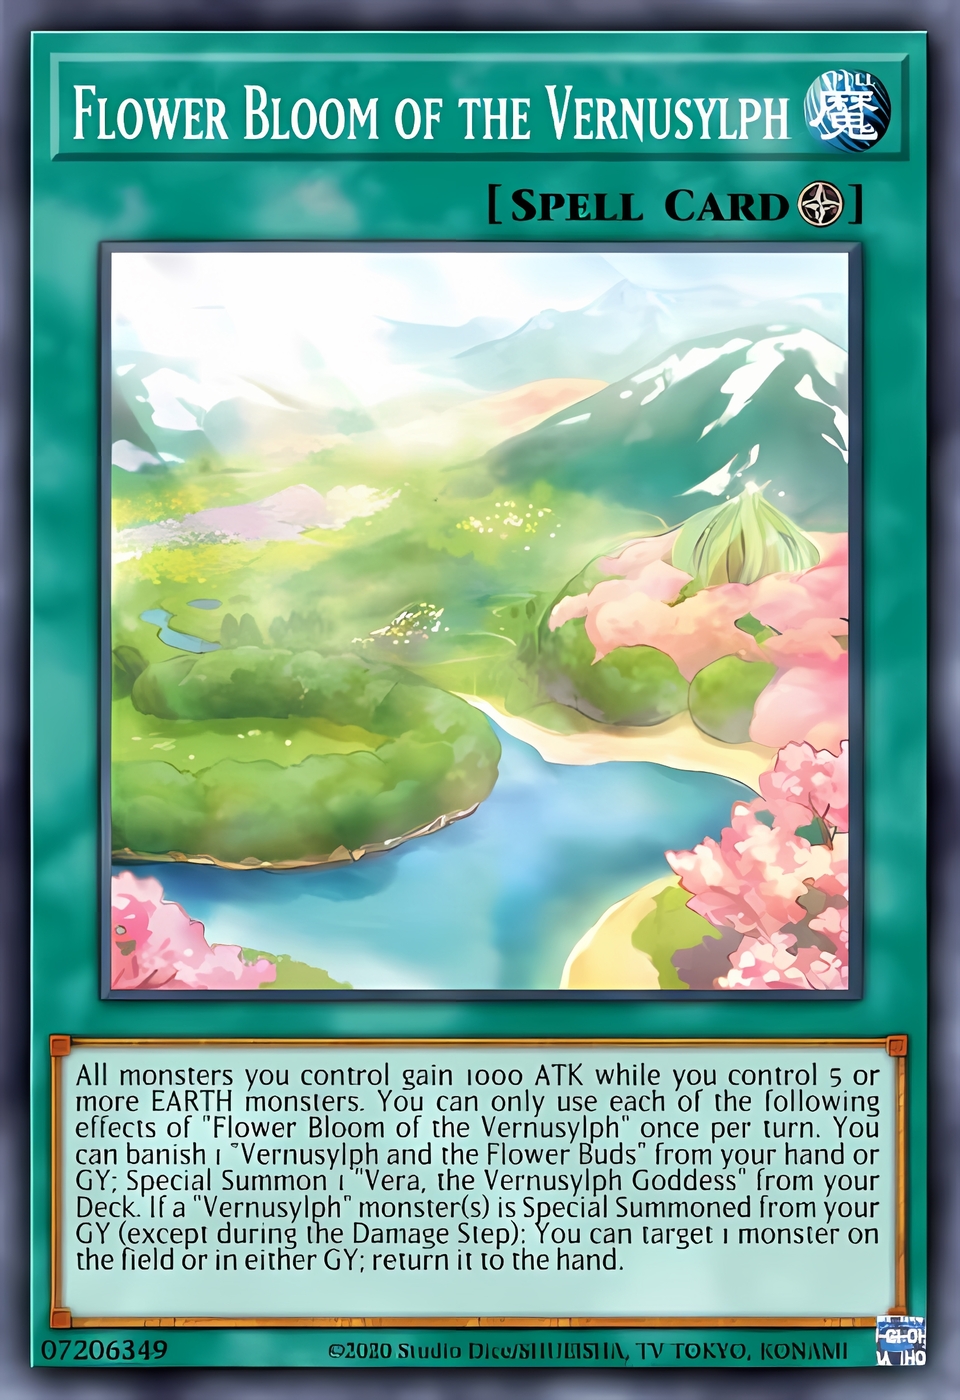 FLOWER BLOOM OF THE VERNUSYLPH
魔
[SPELL CARD]
All monsters you control gain 1000 ATK while you control 5 or
more EARTH monsters. You can only use each of the following
effects of "Flower Bloom of the Vernusylph" once per turn. You
can banish 1 "Vernusylph and the Flower Buds" from your hand or
GY; Special Summon 1 "Vera, the Vernusylph Goddess" from your
Deck. If a "Vernusylph" monster(s) is Special Summoned from your
GY (except during the Damage Step): You can target 1 monster on
the field or in either GY; return it to the hand.
07206349
©2020 Studio Dice/SHUEISHA, TV TOKYO, KONAMI